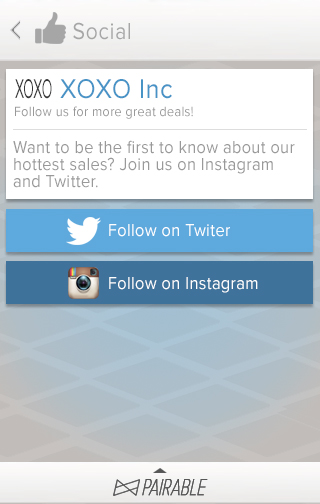 Social
XOXO XOXO Inc
Follow us for more great deals!
Want to be the first to know about our
hottest sales? Join us on Instagram
and Twitter.
Follow on Twiter
Follow on Instagram
PAIRABLE